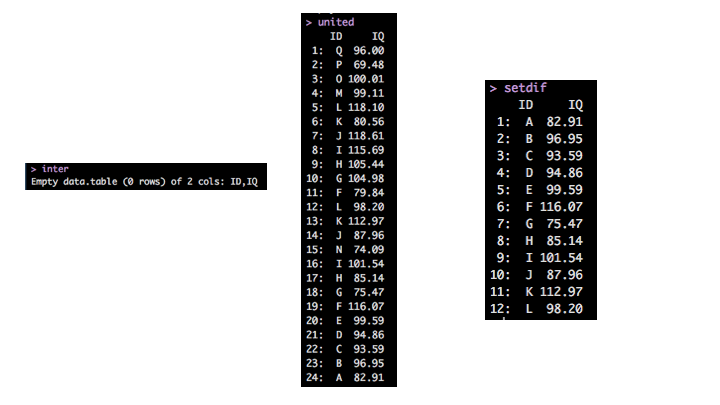 > inter
Empty data.table (0 rows) of 2 cols: ID,IQ
> united
ID IQ
1: Q 96.00
2: P 69.48
3: O 100.01
4: M 99.11
5: L 118.10
6: K 80.56
7: J 118.61
8: I 115.69
9: H 105.44
10: G 104.98
11: F 79.84
12: L 98.20
13: K 112.97
14: J 87.96
15: N 74.09
16: I 101.54
17: H 85.14
18: G 75.47
19: F 116.07
20: E 99.59
21: D 94.86
22: C 93.59
23: B 96.95
24: A 82.91
> setdif
ID IQ
1: A 82.91
2: B 96.95
3: C 93.59
4: D 94.86
5: E 99.59
6: F 116.07
7: G 75.47
8: H 85.14
9: I 101.54
10: J 87.96
11: K 112.97
12: L 98.20